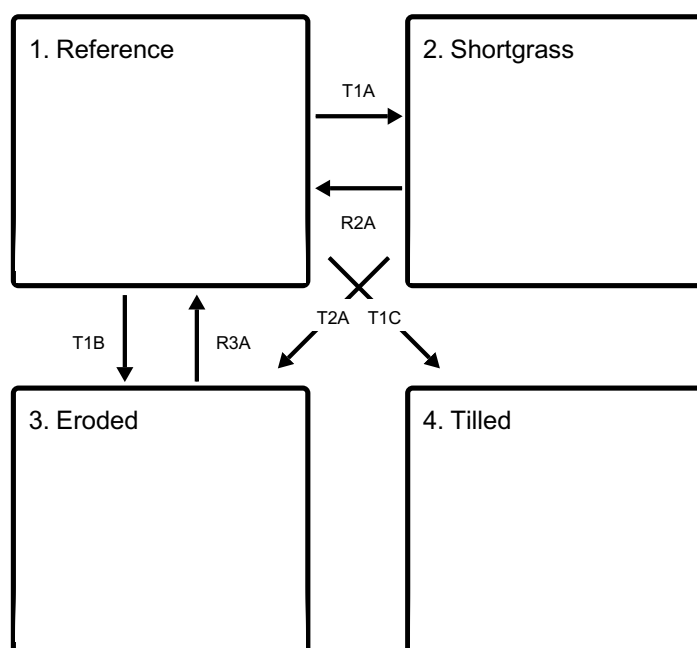 1. Reference
2. Shortgrass
T1A
R2A
T1B
R3A
T2A
T1C
3. Eroded
4. Tilled